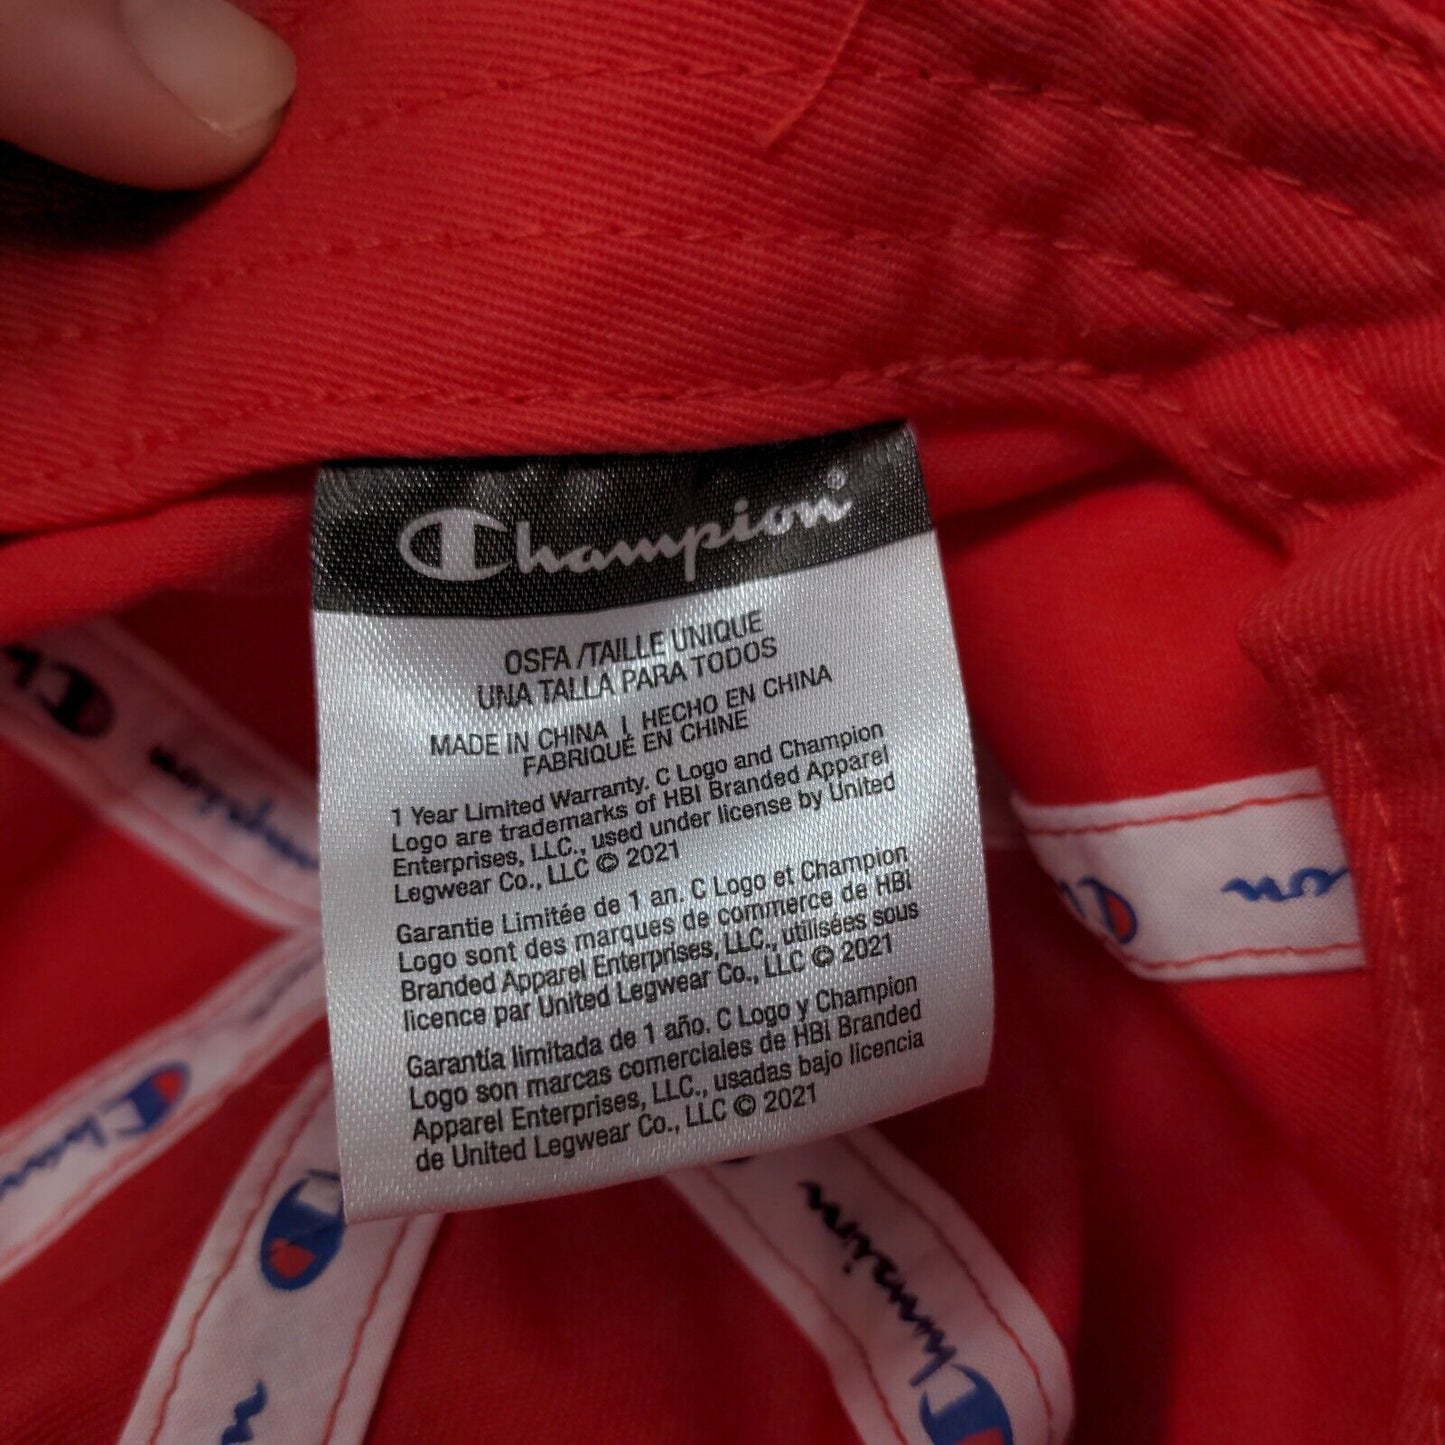 Champion®
OSFA /TAILLE UNIQUE
UNA TALLA PARA TODOS
MADE IN CHINA | HECHO EN CHINA
FABRIQUÉ EN CHINE
1 Year Limited Warranty. C Logo and Champion
Logo are trademarks of HBI Branded Apparel
Enterprises, LLC., used under license by United
Legwear Co., LLC © 2021
Garantie Limitée de 1 an. C Logo et Champion
Logo sont des marques de commerce de HBI
Branded Apparel Enterprises, LLC., utilisées sous
licence par United Legwear Co., LLC © 2021
Garantía limitada de 1 año. C Logo y Champion
Logo son marcas comerciales de HBI Branded
Apparel Enterprises, LLC., usadas bajo licencia
de United Legwear Co., LLC © 2021
Champion
Champion